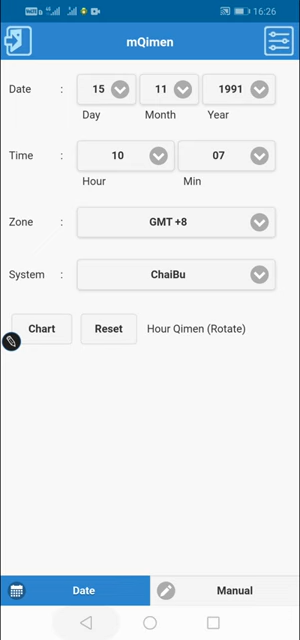 16:26
mQimen
Date : 15 11 1991
Day Month Year
Time : 10 07
Hour Min
Zone : GMT +8
System : ChaiBu
Chart Reset Hour Qimen (Rotate)
Date Manual